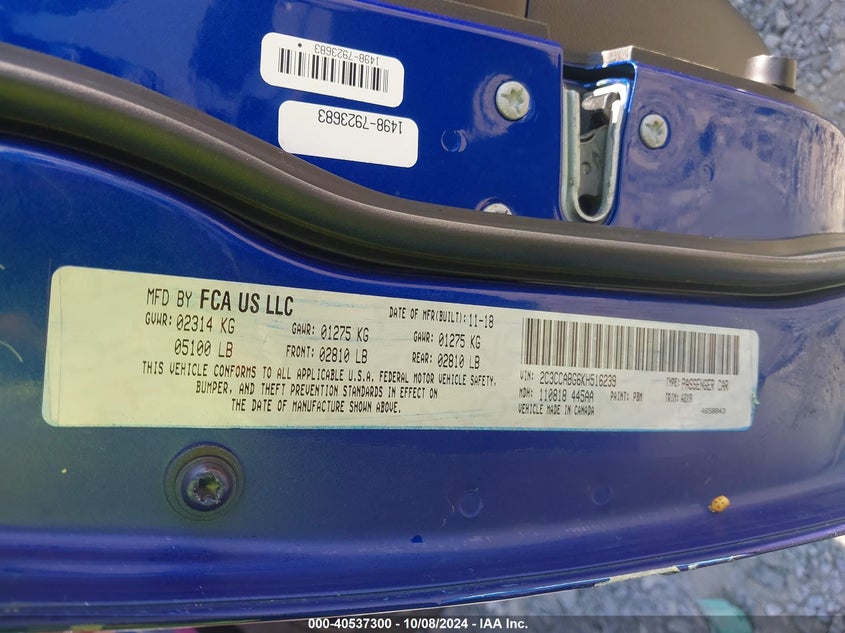 1498-7923683
1498-7923683
MFD BY FCA US LLC
DATE OF MFR(BUILT): 11-18
GVWR: 02314 KG
GAWR: 01275 KG
GAWR: 01275 KG
05100 LB
FRONT: 02810 LB
REAR: 02810 LB
THIS VEHICLE CONFORMS TO ALL APPLICABLE U.S.A. FEDERAL MOTOR VEHICLE SAFETY,
BUMPER, AND THEFT PREVENTION STANDARDS IN EFFECT ON
THE DATE OF MANUFACTURE SHOWN ABOVE.
VIN: 2C3CCABG6KH516239
TYPE: PASSENGER CAR
MDH: 110818 445AA
PAINT: PBM
TRIM: A2X9
VEHICLE MADE IN CANADA
4650043
000-40537300 - 10/08/2024 - IAA Inc.